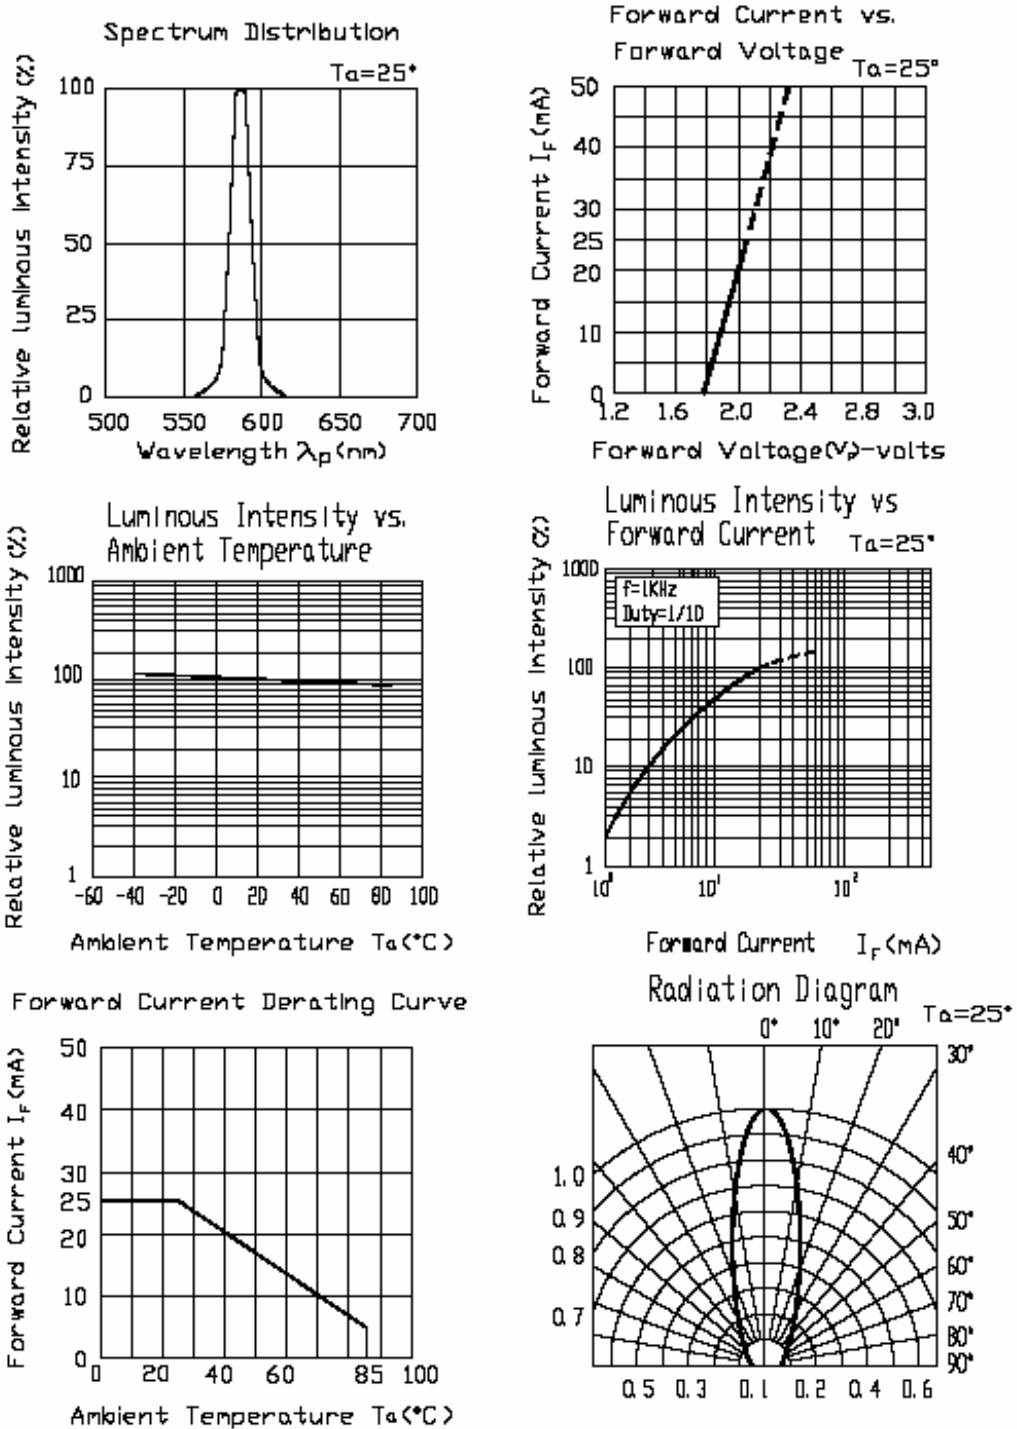 Spectrum Distribution
Ta=25°
Relative luminous Intensity (%)
100
75
50
25
0
500 550 600 650 700
Wavelength λp(nm)
Forward Current vs.
Forward Voltage
Ta=25°
Forward Current IF(mA)
50
40
30
25
20
10
0
1.2 1.6 2.0 2.4 2.8 3.0
Forward Voltage(VF)-volts
Luminous Intensity vs.
Ambient Temperature
Relative luminous Intensity (%)
1000
100
10
1
-60 -40 -20 0 20 40 60 80 100
Ambient Temperature Ta(°C)
Luminous Intensity vs
Forward Current
Ta=25°
Relative luminous Intensity (%)
f=1KHz
Duty=1/10
1000
100
10
1
10⁰ 10¹ 10²
Forward Current IF(mA)
Forward Current Derating Curve
Forward Current IF(mA)
50
40
30
25
20
10
0
0 20 40 60 85 100
Ambient Temperature Ta(°C)
Radiation Diagram
Ta=25°
0° 10° 20°
30°
40°
50°
60°
70°
80°
90°
1.0
0.9
0.8
0.7
0.5 0.3 0.1 0.2 0.4 0.6